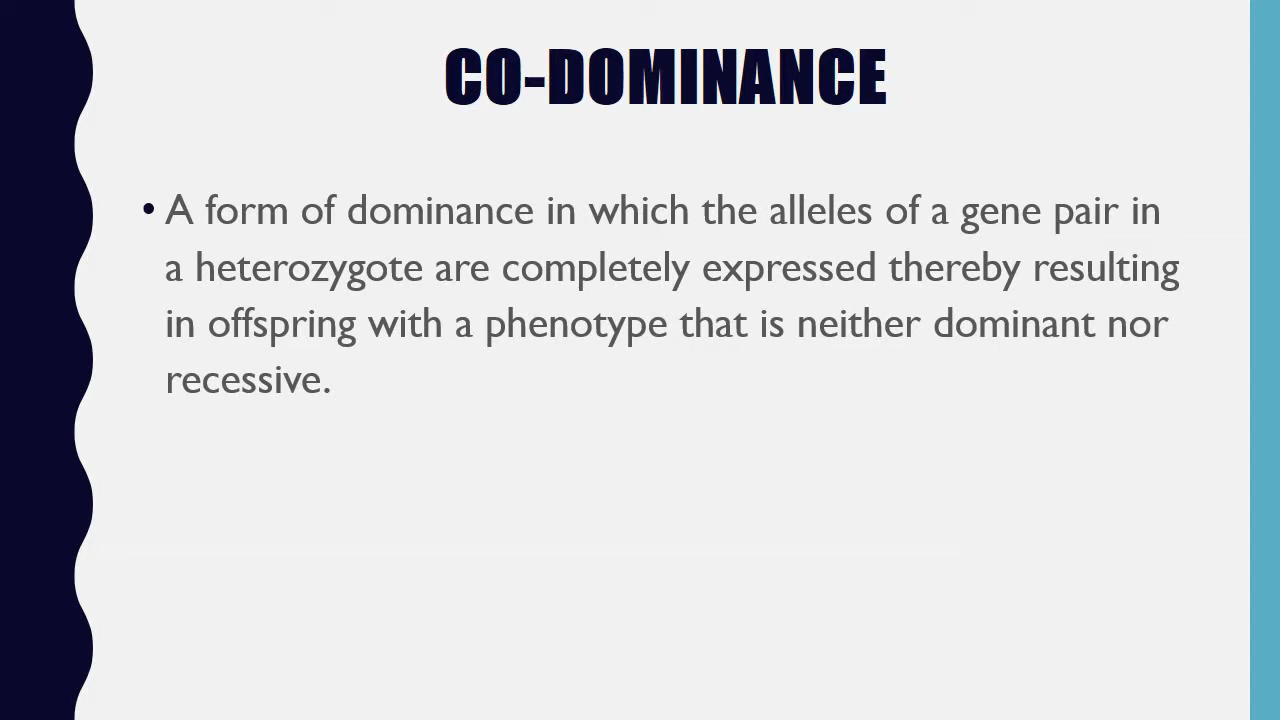 CO-DOMINANCE
• A form of dominance in which the alleles of a gene pair in
a heterozygote are completely expressed thereby resulting
in offspring with a phenotype that is neither dominant nor
recessive.